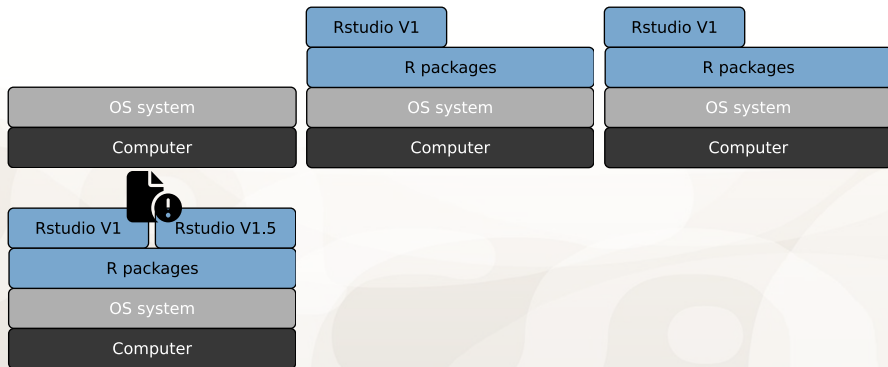 OS system
Computer
Rstudio V1
R packages
OS system
Computer
Rstudio V1
R packages
OS system
Computer
Rstudio V1
Rstudio V1.5
R packages
OS system
Computer